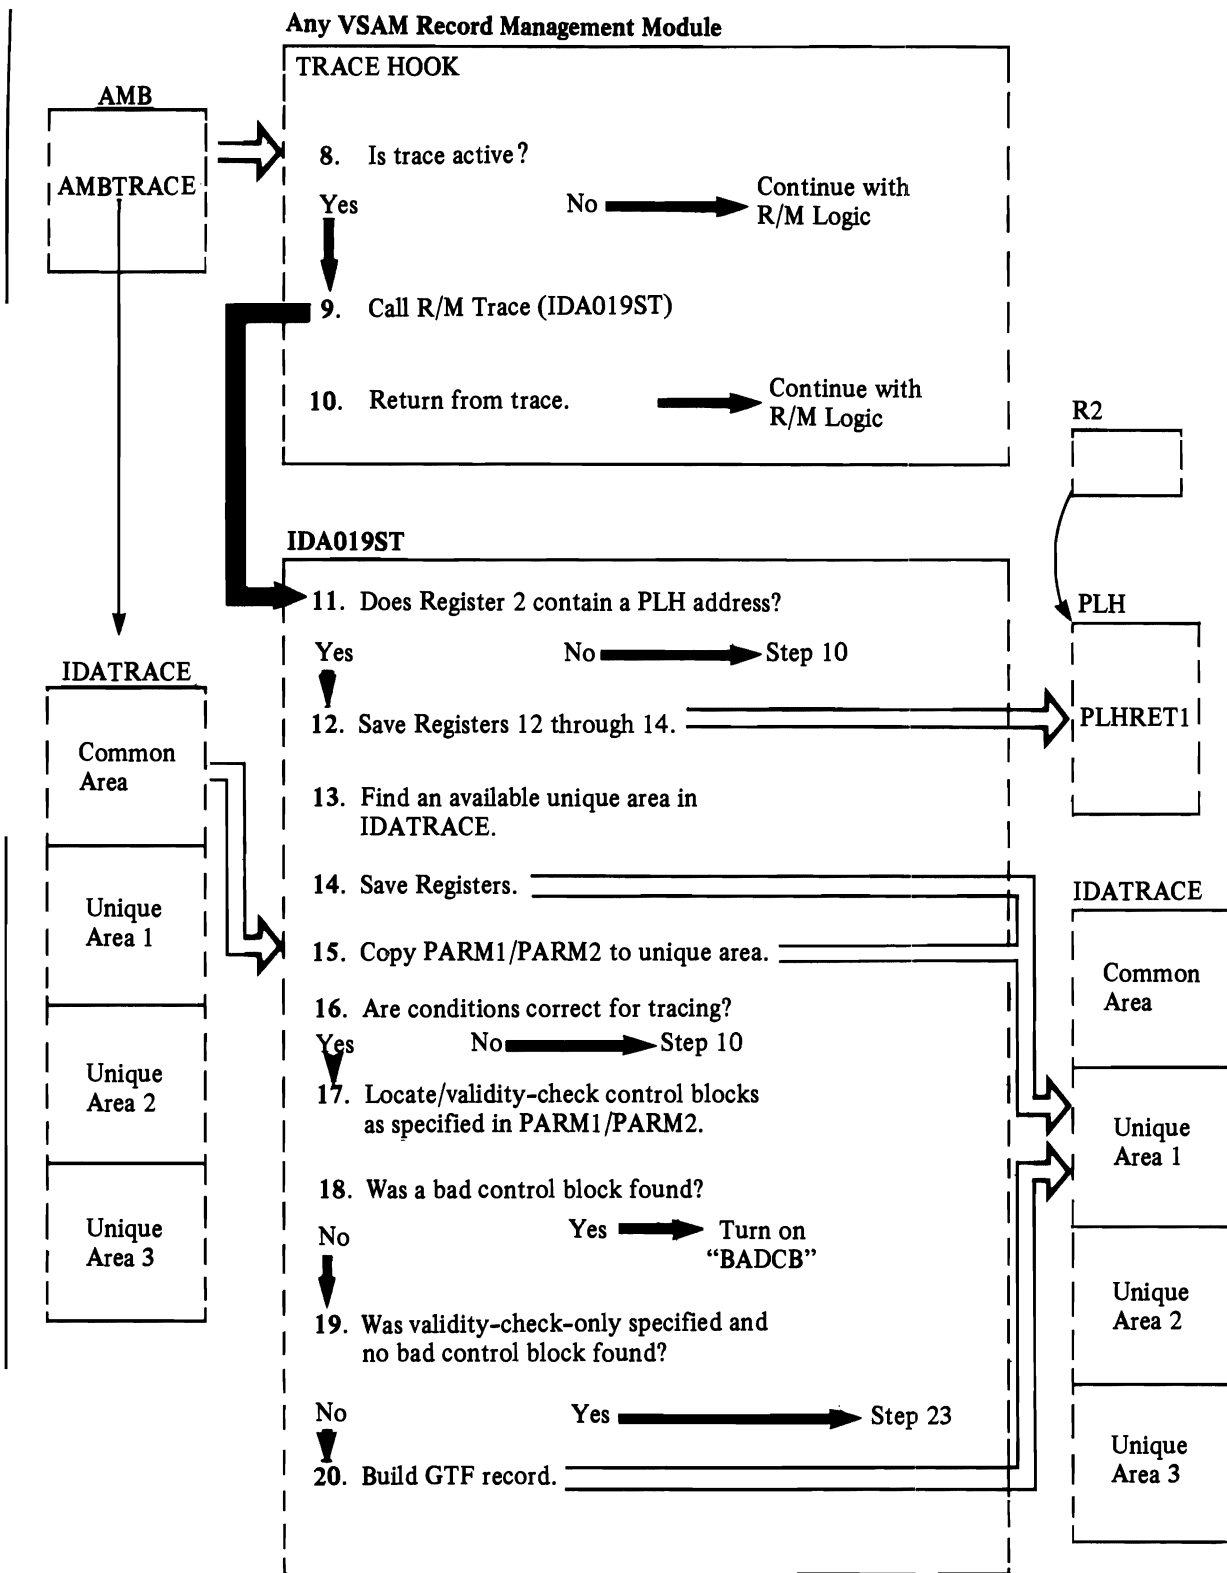 Any VSAM Record Management Module
TRACE HOOK
AMB
AMBTRACE
8. Is trace active?
Yes
No
Continue with
R/M Logic
9. Call R/M Trace (IDA019ST)
10. Return from trace.
Continue with
R/M Logic
R2
IDA019ST
11. Does Register 2 contain a PLH address?
PLH
Yes
No
Step 10
IDATRACE
12. Save Registers 12 through 14.
PLHRET1
Common
Area
13. Find an available unique area in
IDATRACE.
14. Save Registers.
IDATRACE
Unique
Area 1
15. Copy PARM1/PARM2 to unique area.
Common
Area
16. Are conditions correct for tracing?
Yes
No
Step 10
Unique
Area 2
17. Locate/validity-check control blocks
as specified in PARM1/PARM2.
Unique
Area 1
18. Was a bad control block found?
Unique
Area 3
No
Yes
Turn on
“BADCB”
Unique
Area 2
19. Was validity-check-only specified and
no bad control block found?
No
Yes
Step 23
Unique
Area 3
20. Build GTF record.